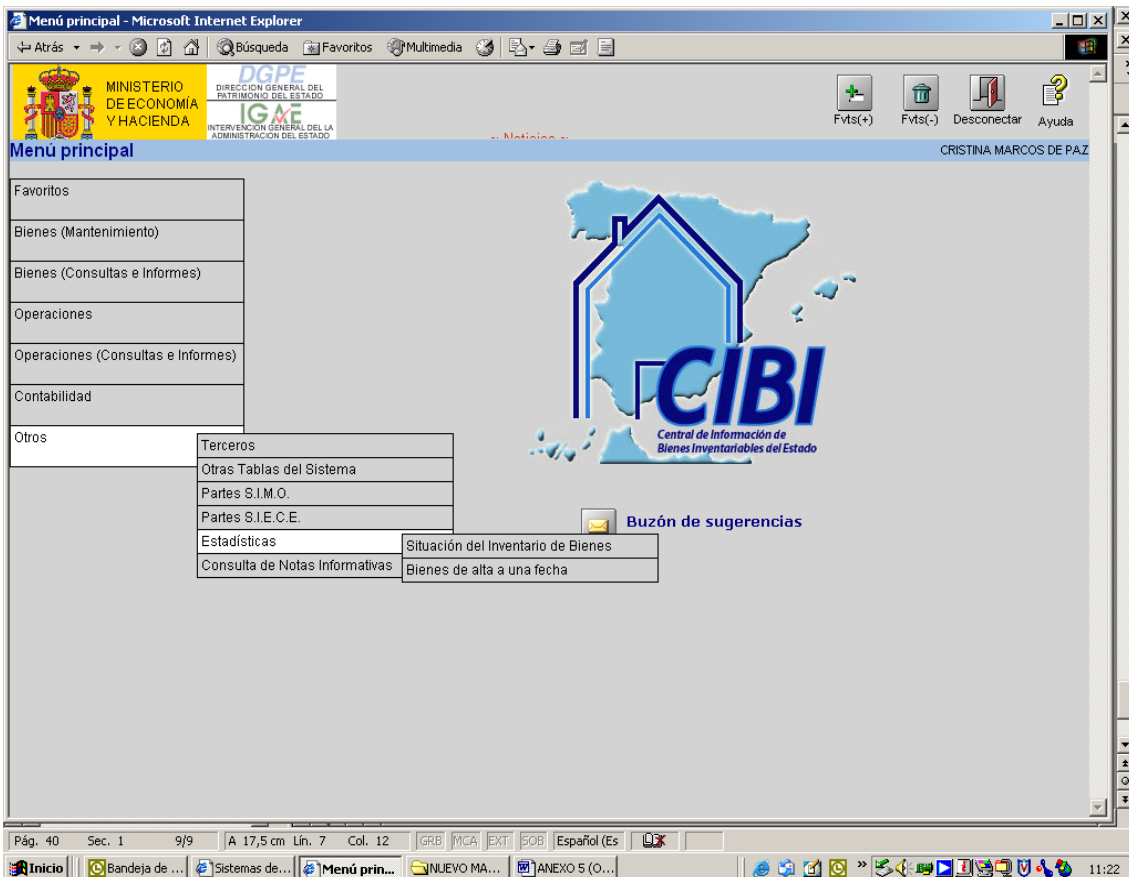 Menú principal - Microsoft Internet Explorer
Atrás
Búsqueda
Favoritos
Multimedia
MINISTERIO
DE ECONOMÍA
Y HACIENDA
DGPE
DIRECCION GENERAL DEL
PATRIMONIO DEL ESTADO
IGAE
INTERVENCIÓN GENERAL DE LA
ADMINISTRACION DEL ESTADO
Fvts(+)
Fvts(-)
Desconectar
Ayuda
Menú principal
CRISTINA MARCOS DE PAZ
Favoritos
Bienes (Mantenimiento)
Bienes (Consultas e Informes)
Operaciones
Operaciones (Consultas e Informes)
Contabilidad
Otros
Terceros
Otras Tablas del Sistema
Partes S.I.M.O.
Partes S.I.E.C.E.
Estadísticas
Consulta de Notas Informativas
Situación del Inventario de Bienes
Bienes de alta a una fecha
CIBI
Central de Información de
Bienes Inventariables del Estado
Buzón de sugerencias
Pág. 40 Sec. 1 9/9 A 17,5 cm Lín. 7 Col. 12 GRB MCA EXT SOB Español (Es
Inicio
Bandeja de ...
Sistemas de...
Menú prin...
NUEVO MA...
ANEXO 5 (O...
11:22